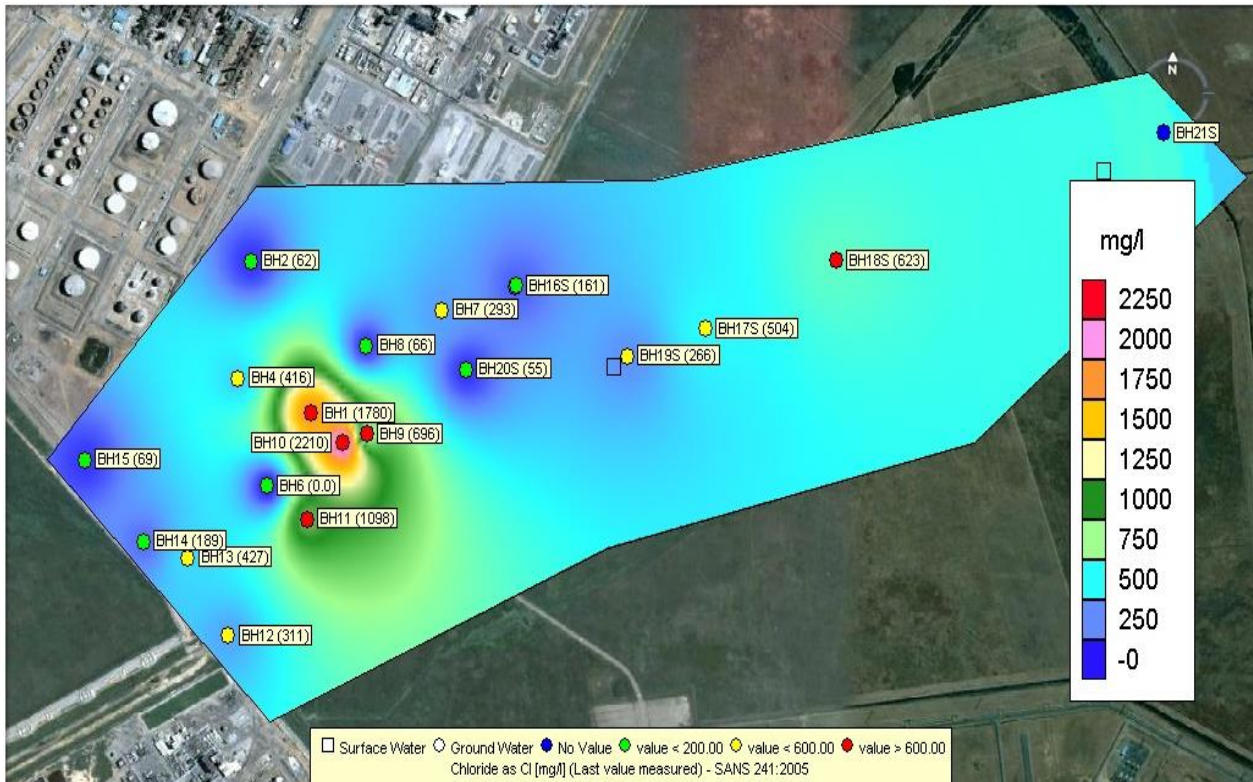 N
BH21S
BH2 (62)
BH18S (623)
BH16S (161)
BH7 (293)
BH17S (504)
BH8 (66)
BH19S (266)
BH20S (55)
BH4 (416)
BH1 (1780)
BH9 (696)
BH10 (2210)
BH15 (69)
BH6 (0.0)
BH11 (1098)
BH14 (189)
BH13 (427)
BH12 (311)
mg/l
2250
2000
1750
1500
1250
1000
750
500
250
-0
Surface Water Ground Water No Value value < 200.00 value < 600.00 value > 600.00
Chloride as Cl [mg/l] (Last value measured) - SANS 241:2005